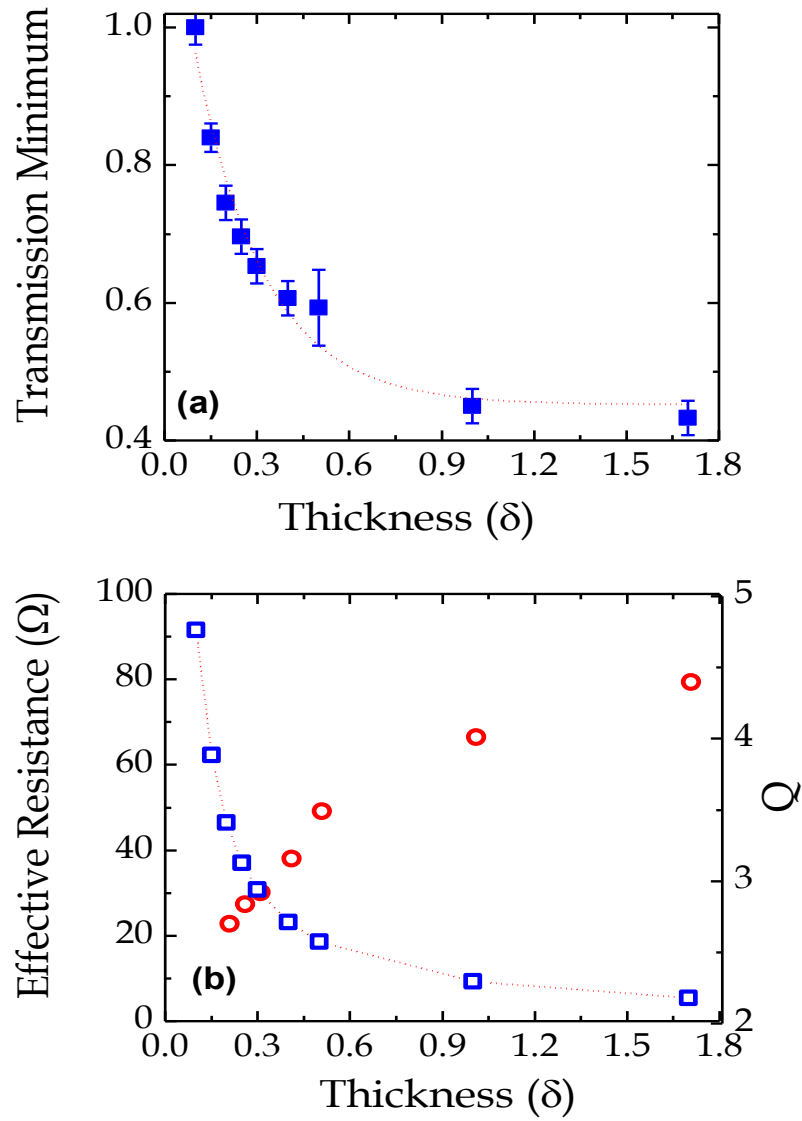 Transmission Minimum
1.0
0.8
0.6
0.4
(a)
0.0 0.3 0.6 0.9 1.2 1.5 1.8
Thickness (δ)
Effective Resistance (Ω)
100
80
60
40
20
0
(b)
5
4
3
2
Q
0.0 0.3 0.6 0.9 1.2 1.5 1.8
Thickness (δ)